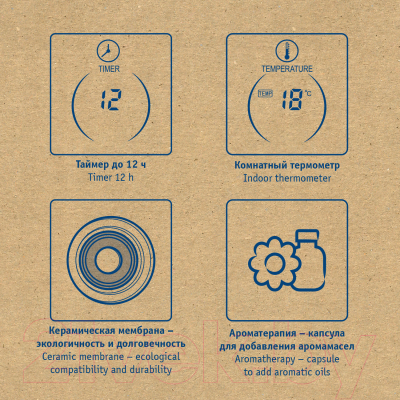 TIMER
12
Таймер до 12 ч
Timer 12 h
TEMPERATURE
TEMP
18 °C
Комнатный термометр
Indoor thermometer
Керамическая мембрана –
экологичность и долговечность
Ceramic membrane – ecological
compatibility and durability
Ароматерапия – капсула
для добавления аромамасел
Aromatherapy – capsule
to add aromatic oils